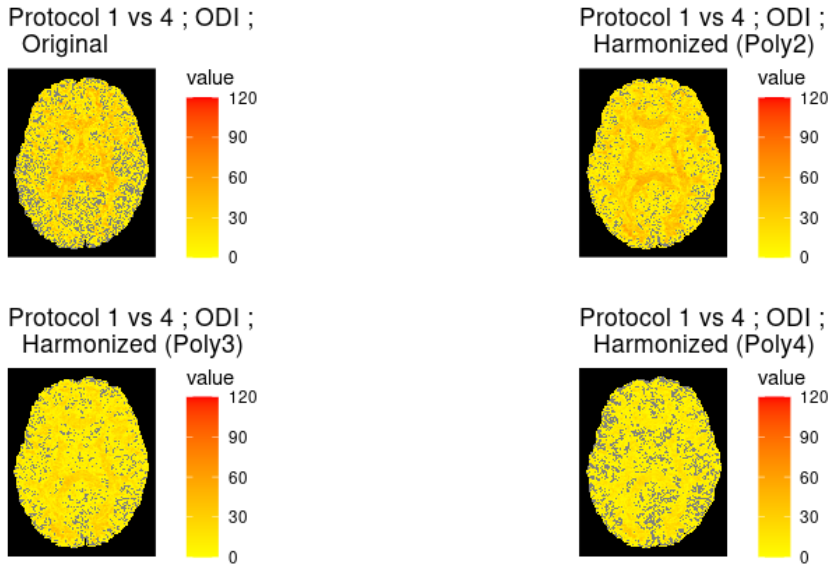 Protocol 1 vs 4 ; ODI ;
Original
value
120
90
60
30
0
Protocol 1 vs 4 ; ODI ;
Harmonized (Poly2)
value
120
90
60
30
0
Protocol 1 vs 4 ; ODI ;
Harmonized (Poly3)
value
120
90
60
30
0
Protocol 1 vs 4 ; ODI ;
Harmonized (Poly4)
value
120
90
60
30
0